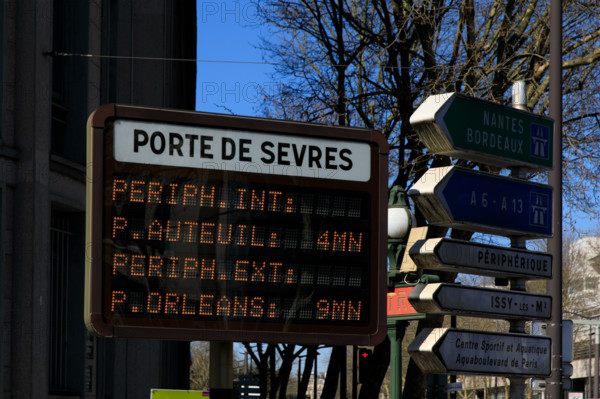 PORTE DE SEVRES
PERIPH.INT:
P.AUTEUIL: 4MN
PERIPH.EXT:
P.ORLEANS: 9MN
NANTES
BORDEAUX
A 6 - A 13
PÉRIPHÉRIQUE
ISSY-LES-MX
Centre Sportif et Aquatique
Aquaboulevard de Paris